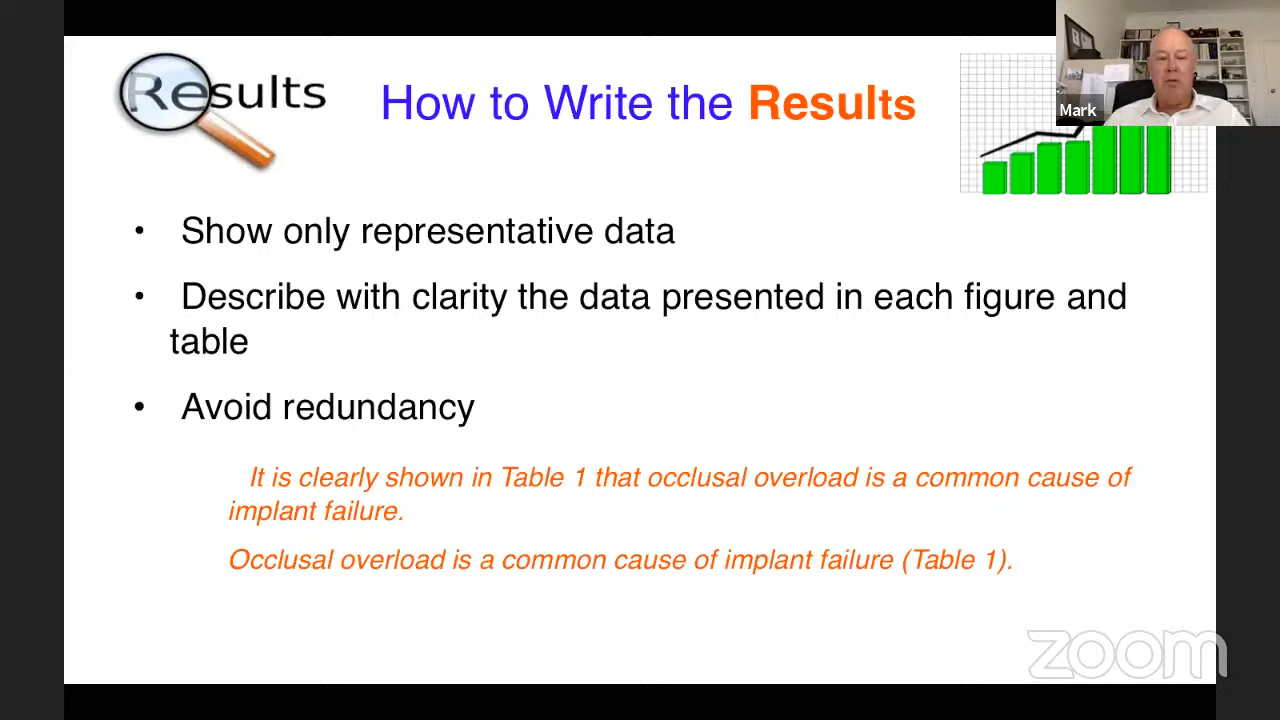 Results
How to Write the Results
Mark
• Show only representative data
• Describe with clarity the data presented in each figure and
table
• Avoid redundancy
It is clearly shown in Table 1 that occlusal overload is a common cause of
implant failure.
Occlusal overload is a common cause of implant failure (Table 1).
zoom